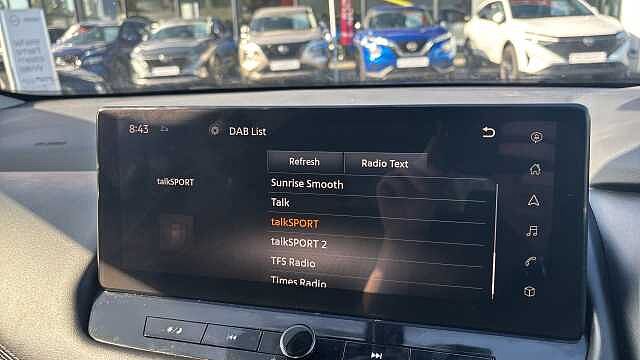 8:43
DAB List
Refresh
Radio Text
talkSPORT
Sunrise Smooth
Talk
talkSPORT
talkSPORT 2
TFS Radio
Times Radio